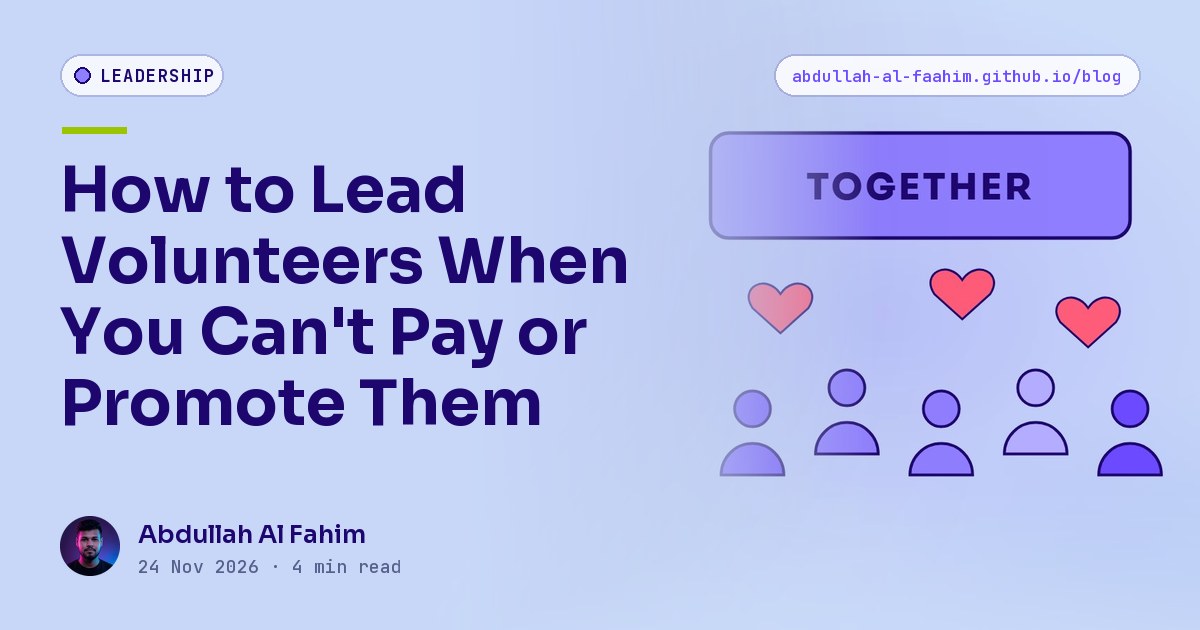 LEADERSHIP
abdullah-al-faahim.github.io/blog
How to Lead
Volunteers When
You Can't Pay or
Promote Them
TOGETHER
Abdullah Al Fahim
24 Nov 2026 · 4 min read